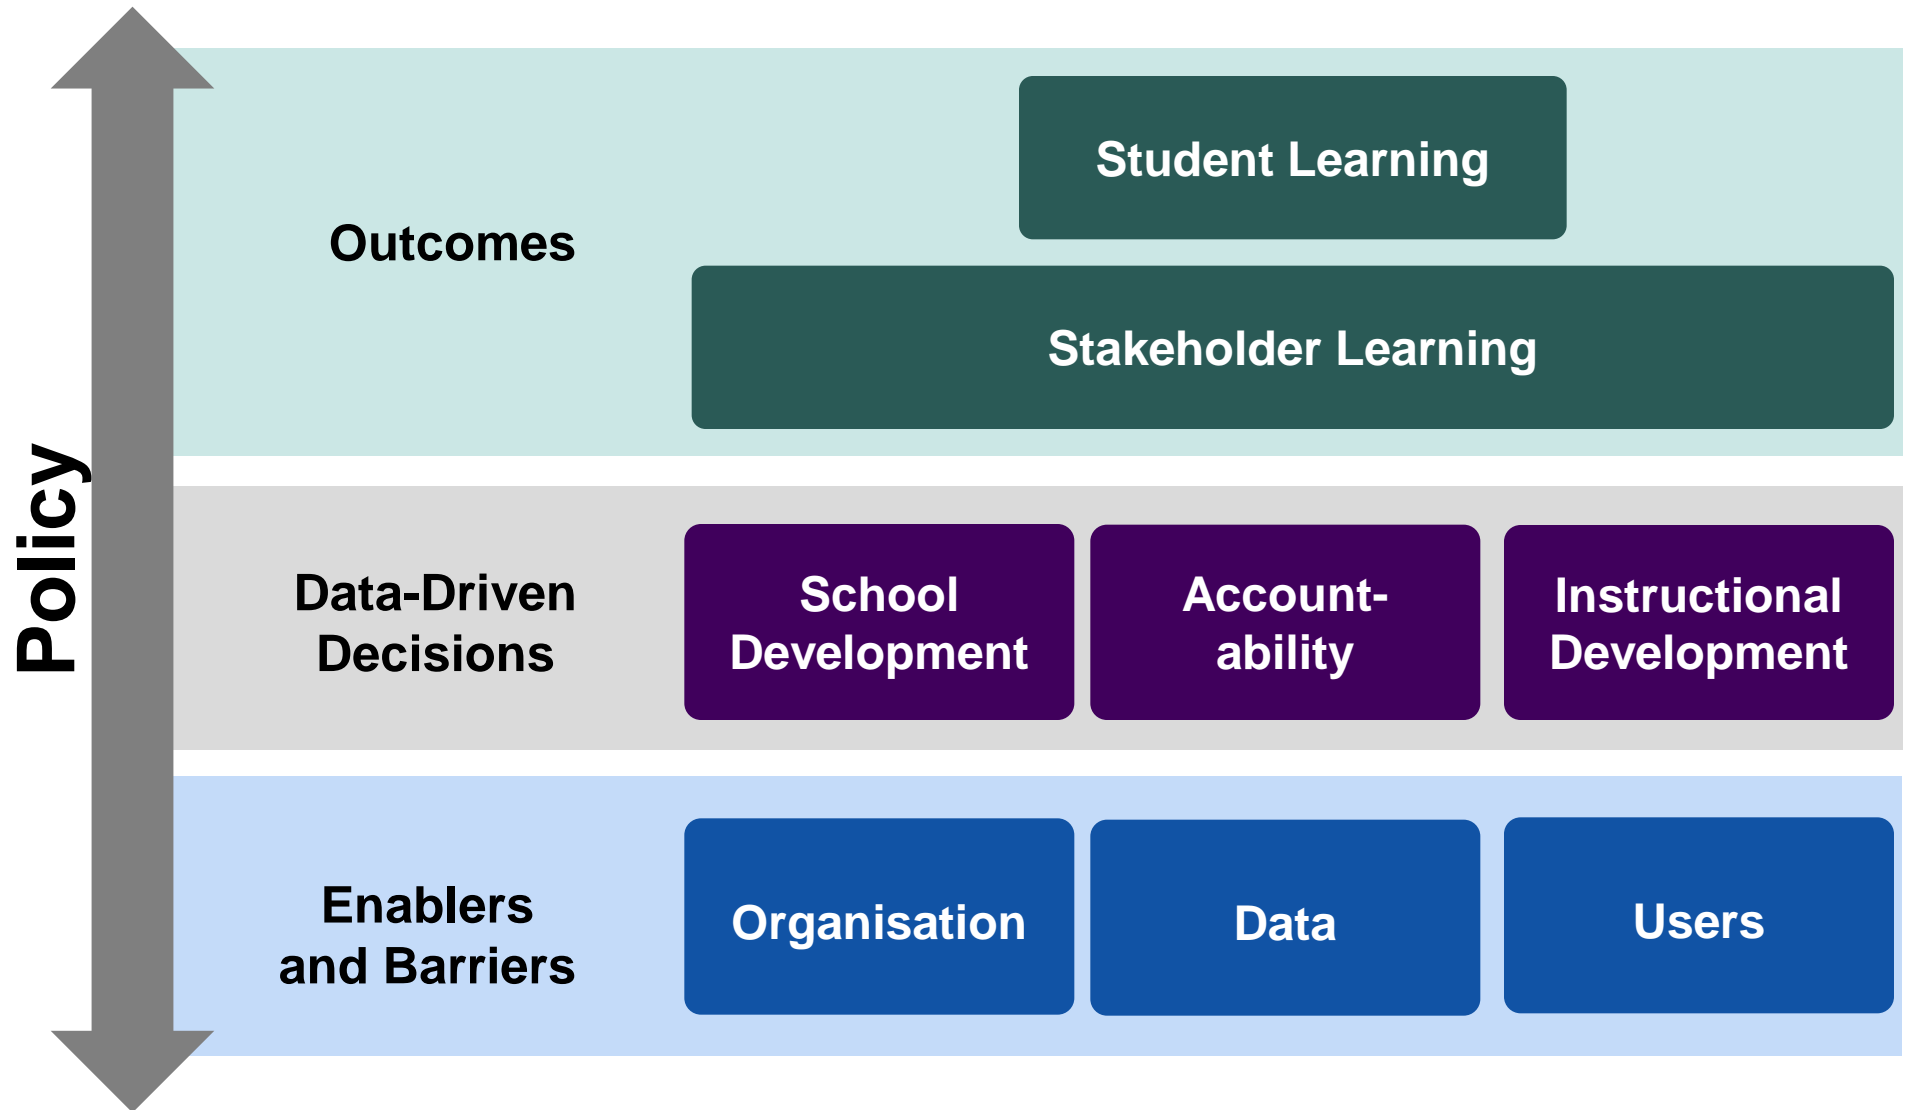 Policy
Outcomes
Student Learning
Stakeholder Learning
Data-Driven
Decisions
School
Development
Account-
ability
Instructional
Development
Enablers
and Barriers
Organisation
Data
Users